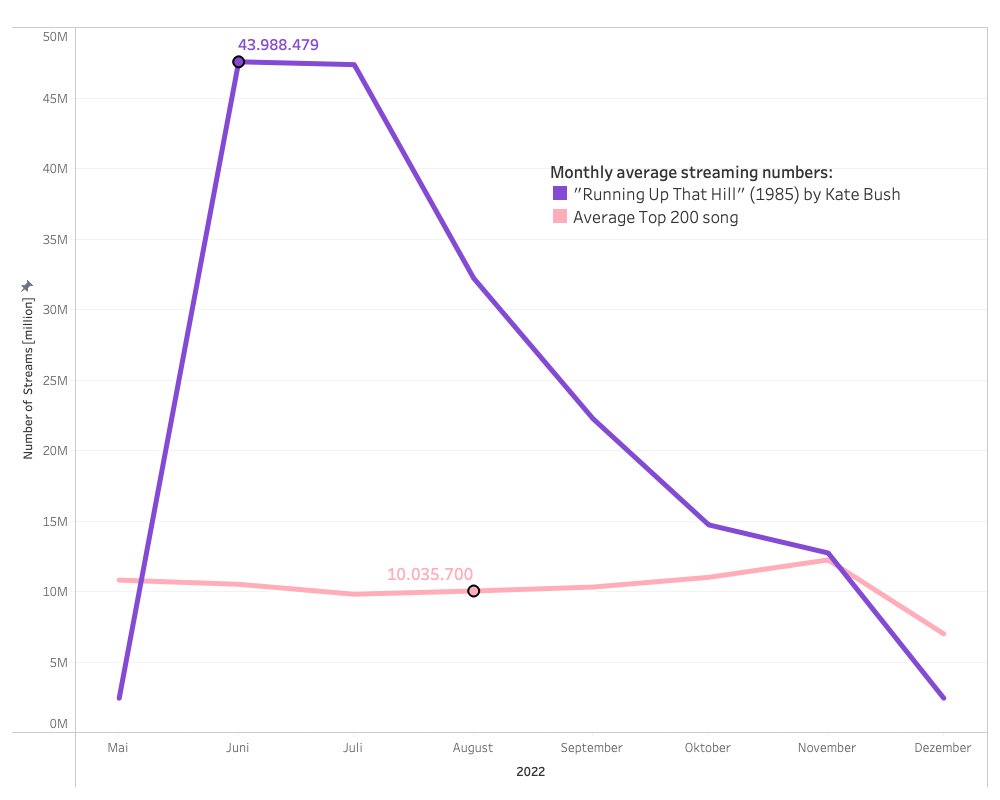 50M
43.988.479
45M
40M
Monthly average streaming numbers:
"Running Up That Hill" (1985) by Kate Bush
Average Top 200 song
35M
30M
Number of Streams [million]
25M
20M
15M
10.035.700
10M
5M
0M
Mai Juni Juli August September Oktober November Dezember
2022